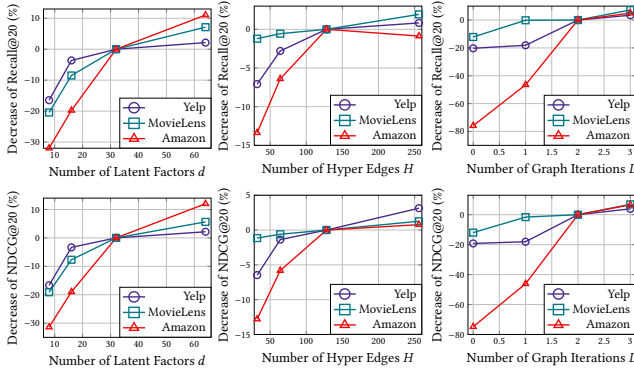 Decrease of Recall@20 (%)
10
0
−10
−20
−30
10 20 30 40 50 60
Number of Latent Factors d
Yelp
MovieLens
Amazon
Decrease of Recall@20 (%)
0
−5
−10
−15
50 100 150 200 250
Number of Hyper Edges H
Yelp
MovieLens
Amazon
Decrease of Recall@20 (%)
0
−20
−40
−60
−80
0 0.5 1 1.5 2 2.5 3
Number of Graph Iterations L
Yelp
MovieLens
Amazon
Decrease of NDCG@20 (%)
10
0
−10
−20
−30
10 20 30 40 50 60
Number of Latent Factors d
Yelp
MovieLens
Amazon
Decrease of NDCG@20 (%)
5
0
−5
−10
−15
50 100 150 200 250
Number of Hyper Edges H
Yelp
MovieLens
Amazon
Decrease of NDCG@20 (%)
0
−20
−40
−60
−80
0 0.5 1 1.5 2 2.5 3
Number of Graph Iterations L
Yelp
MovieLens
Amazon